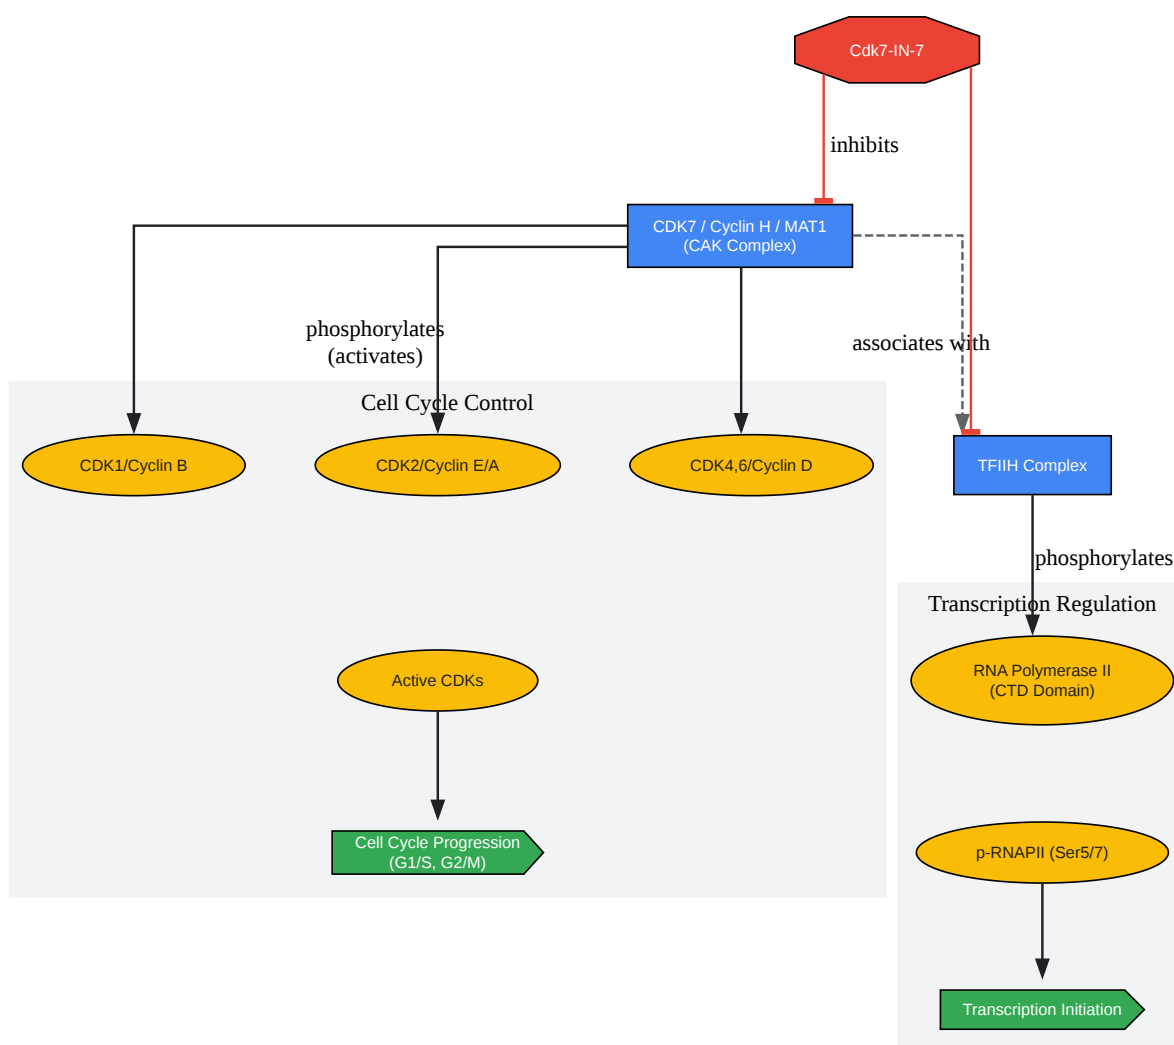 Cdk7-IN-7
inhibits
CDK7 / Cyclin H / MAT1
(CAK Complex)
phosphorylates
(activates)
associates with
Cell Cycle Control
CDK1/Cyclin B
CDK2/Cyclin E/A
CDK4,6/Cyclin D
TFIIH Complex
phosphorylates
Transcription Regulation
Active CDKs
RNA Polymerase II
(CTD Domain)
Cell Cycle Progression
(G1/S, G2/M)
p-RNAPII (Ser5/7)
Transcription Initiation